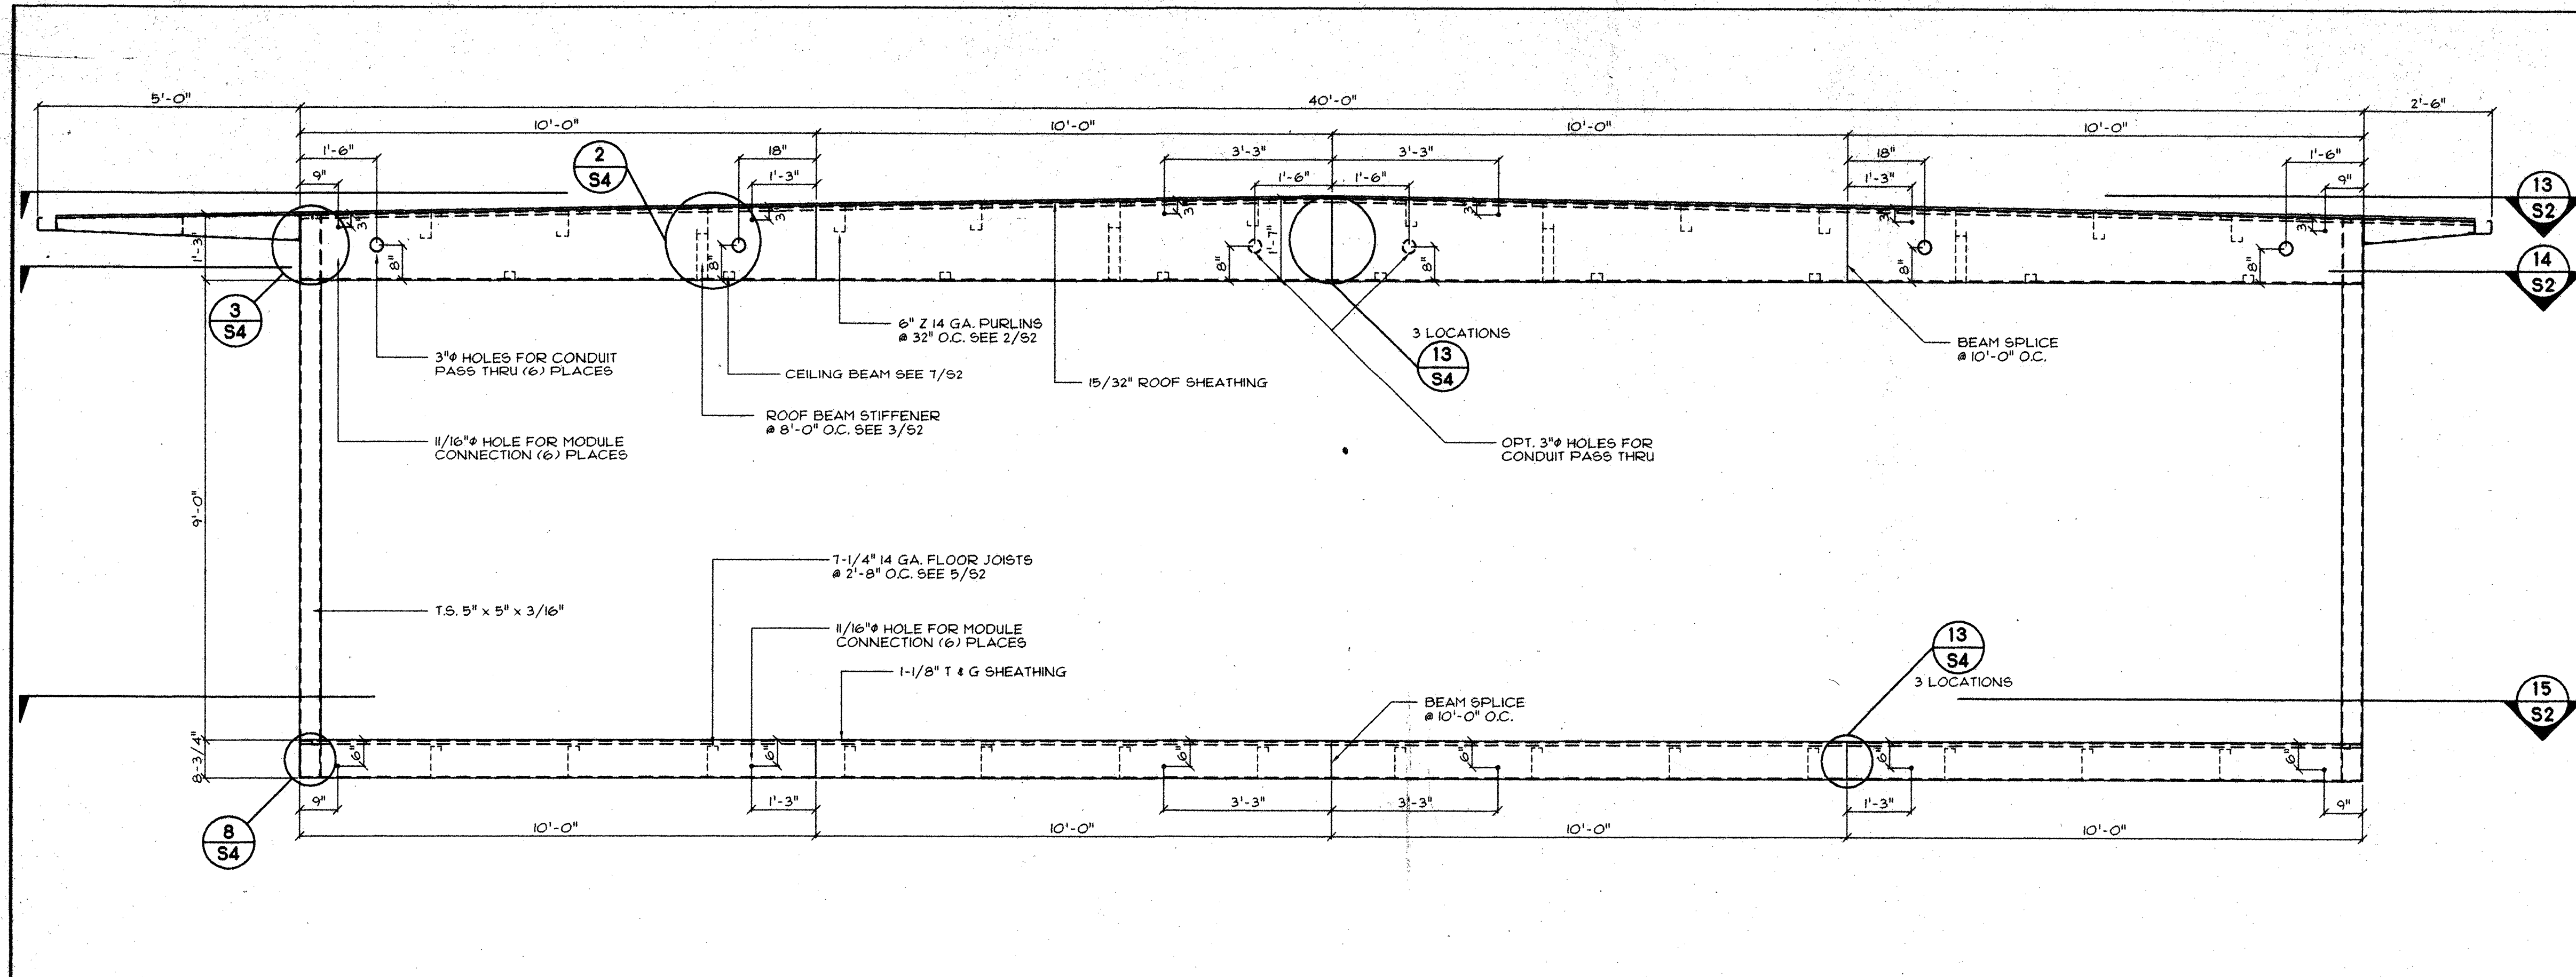 5'-0"
40'-0"
2'-6"
10'-0"
10'-0"
10'-0"
10'-0"
1'-6"
2
S4
18"
3'-3"
3'-3"
18"
1'-6"
9"
1'-3"
1'-6"
1'-6"
1'-3"
9"
13
S2
3"
3"
3"
3"
3"
3"
1'-3"
8"
8"
8"
1'-7"
8"
8"
8"
14
S2
3
S4
6" Z 14 GA. PURLINS
@ 32" O.C. SEE 2/S2
3 LOCATIONS
13
S4
BEAM SPLICE
@ 10'-0" O.C.
3"ø HOLES FOR CONDUIT
PASS THRU (6) PLACES
CEILING BEAM SEE 7/S2
15/32" ROOF SHEATHING
ROOF BEAM STIFFENER
@ 8'-0" O.C. SEE 3/S2
11/16"ø HOLE FOR MODULE
CONNECTION (6) PLACES
OPT. 3"ø HOLES FOR
CONDUIT PASS THRU
9'-0"
7-1/4" 14 GA. FLOOR JOISTS
@ 2'-8" O.C. SEE 5/S2
T.S. 5" x 5" x 3/16"
11/16"ø HOLE FOR MODULE
CONNECTION (6) PLACES
1-1/8" T & G SHEATHING
13
S4
3 LOCATIONS
BEAM SPLICE
@ 10'-0" O.C.
15
S2
8-3/4"
6"
6"
6"
6"
6"
6"
9"
1'-3"
3'-3"
3'-3"
1'-3"
9"
8
S4
10'-0"
10'-0"
10'-0"
10'-0"